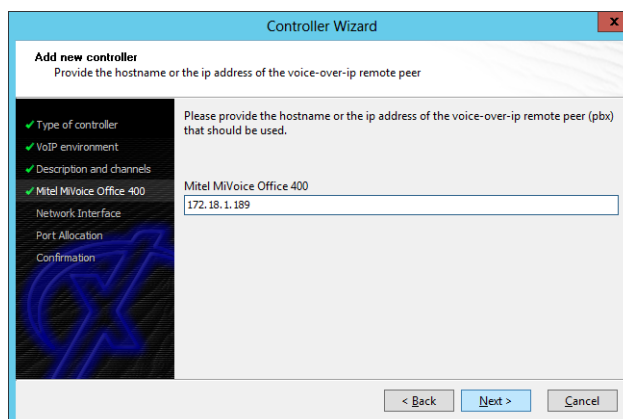 Controller Wizard
x
Add new controller
Provide the hostname or the ip address of the voice-over-ip remote peer
✓ Type of controller
✓ VoIP environment
✓ Description and channels
✓ Mitel MiVoice Office 400
Network Interface
Port Allocation
Confirmation
Please provide the hostname or the ip address of the voice-over-ip remote peer (pbx)
that should be used.
Mitel MiVoice Office 400
172.18.1.189
< Back
Next >
Cancel